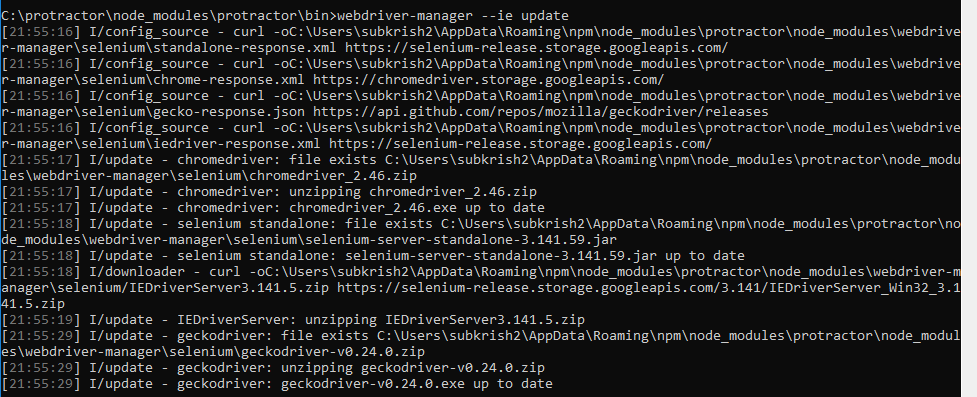 C:\protractor\node_modules\protractor\bin>webdriver-manager --ie update
[21:55:16] I/config_source - curl -oC:\Users\subkrish2\AppData\Roaming\npm\node_modules\protractor\node_modules\webdrive
r-manager\selenium\standalone-response.xml https://selenium-release.storage.googleapis.com/
[21:55:16] I/config_source - curl -oC:\Users\subkrish2\AppData\Roaming\npm\node_modules\protractor\node_modules\webdrive
r-manager\selenium\chrome-response.xml https://chromedriver.storage.googleapis.com/
[21:55:16] I/config_source - curl -oC:\Users\subkrish2\AppData\Roaming\npm\node_modules\protractor\node_modules\webdrive
r-manager\selenium\gecko-response.json https://api.github.com/repos/mozilla/geckodriver/releases
[21:55:16] I/config_source - curl -oC:\Users\subkrish2\AppData\Roaming\npm\node_modules\protractor\node_modules\webdrive
r-manager\selenium\iedriver-response.xml https://selenium-release.storage.googleapis.com/
[21:55:17] I/update - chromedriver: file exists C:\Users\subkrish2\AppData\Roaming\npm\node_modules\protractor\node_modu
les\webdriver-manager\selenium\chromedriver_2.46.zip
[21:55:17] I/update - chromedriver: unzipping chromedriver_2.46.zip
[21:55:17] I/update - chromedriver: chromedriver_2.46.exe up to date
[21:55:18] I/update - selenium standalone: file exists C:\Users\subkrish2\AppData\Roaming\npm\node_modules\protractor\no
de_modules\webdriver-manager\selenium\selenium-server-standalone-3.141.59.jar
[21:55:18] I/update - selenium standalone: selenium-server-standalone-3.141.59.jar up to date
[21:55:18] I/downloader - curl -oC:\Users\subkrish2\AppData\Roaming\npm\node_modules\protractor\node_modules\webdriver-m
anager\selenium/IEDriverServer3.141.5.zip https://selenium-release.storage.googleapis.com/3.141/IEDriverServer_Win32_3.1
41.5.zip
[21:55:19] I/update - IEDriverServer: unzipping IEDriverServer3.141.5.zip
[21:55:29] I/update - geckodriver: file exists C:\Users\subkrish2\AppData\Roaming\npm\node_modules\protractor\node_modul
es\webdriver-manager\selenium\geckodriver-v0.24.0.zip
[21:55:29] I/update - geckodriver: unzipping geckodriver-v0.24.0.zip
[21:55:29] I/update - geckodriver: geckodriver-v0.24.0.exe up to date